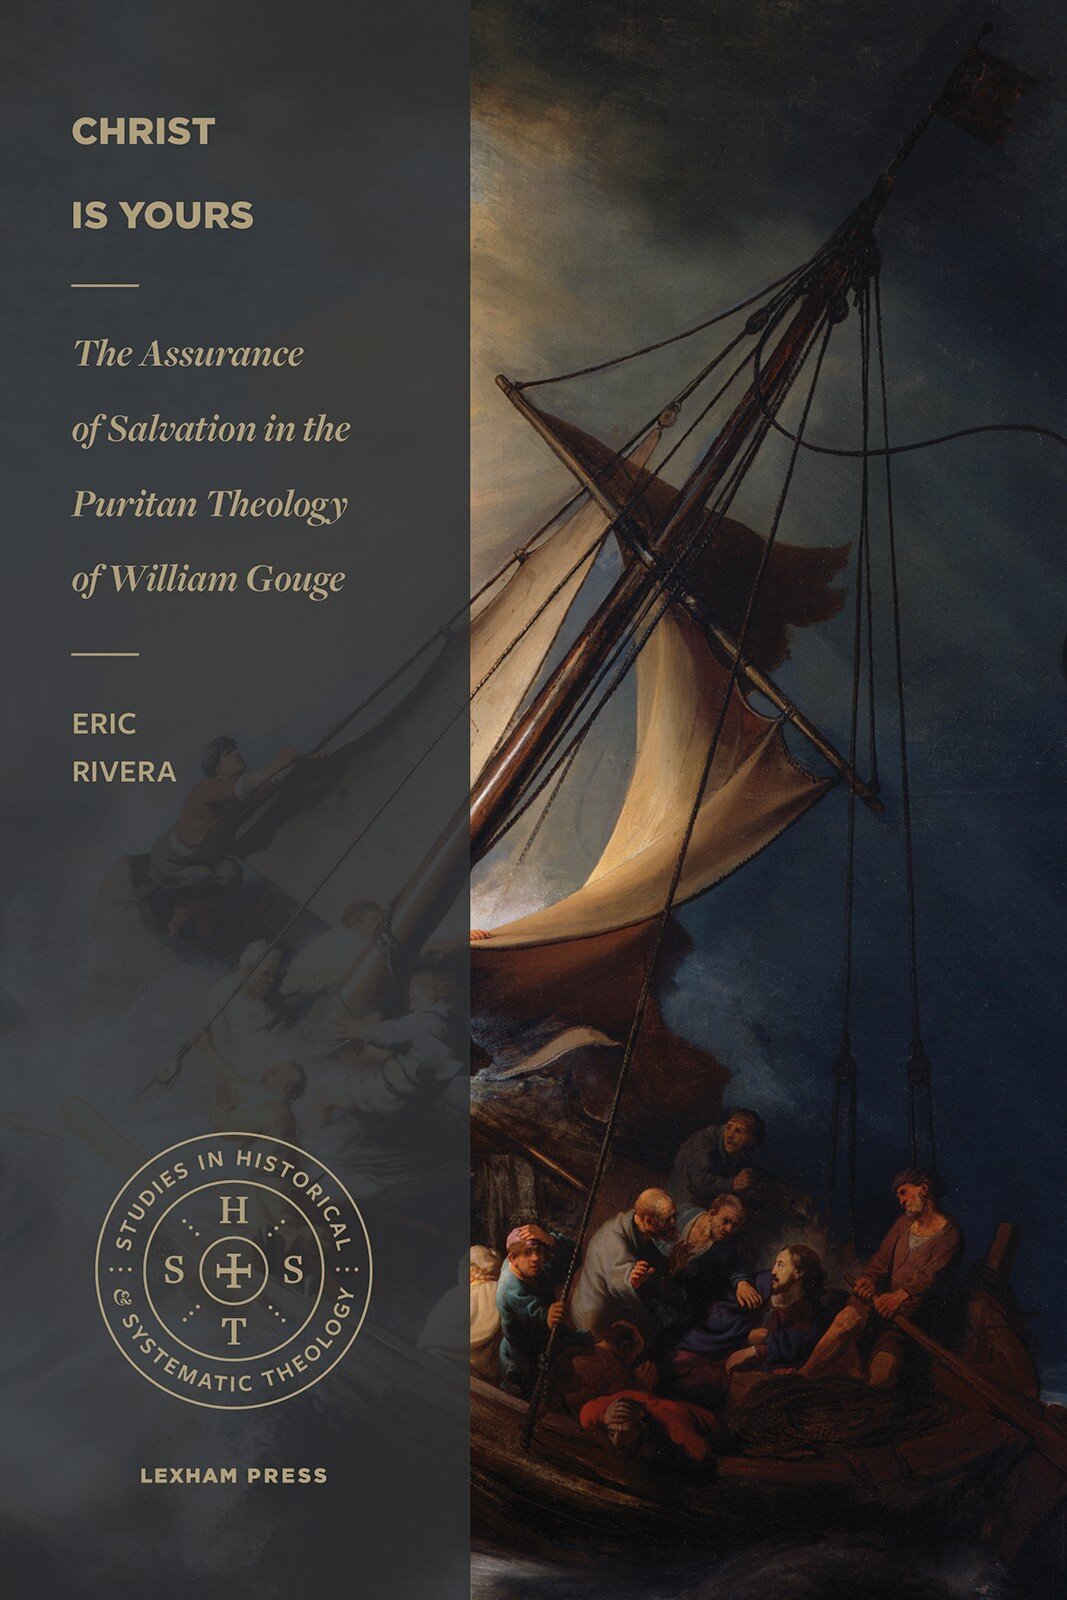 CHRIST
IS YOURS
The Assurance
of Salvation in the
Puritan Theology
of William Gouge
ERIC
RIVERA
STUDIES IN HISTORICAL
& SYSTEMATIC THEOLOGY
H
S S
T
LEXHAM PRESS